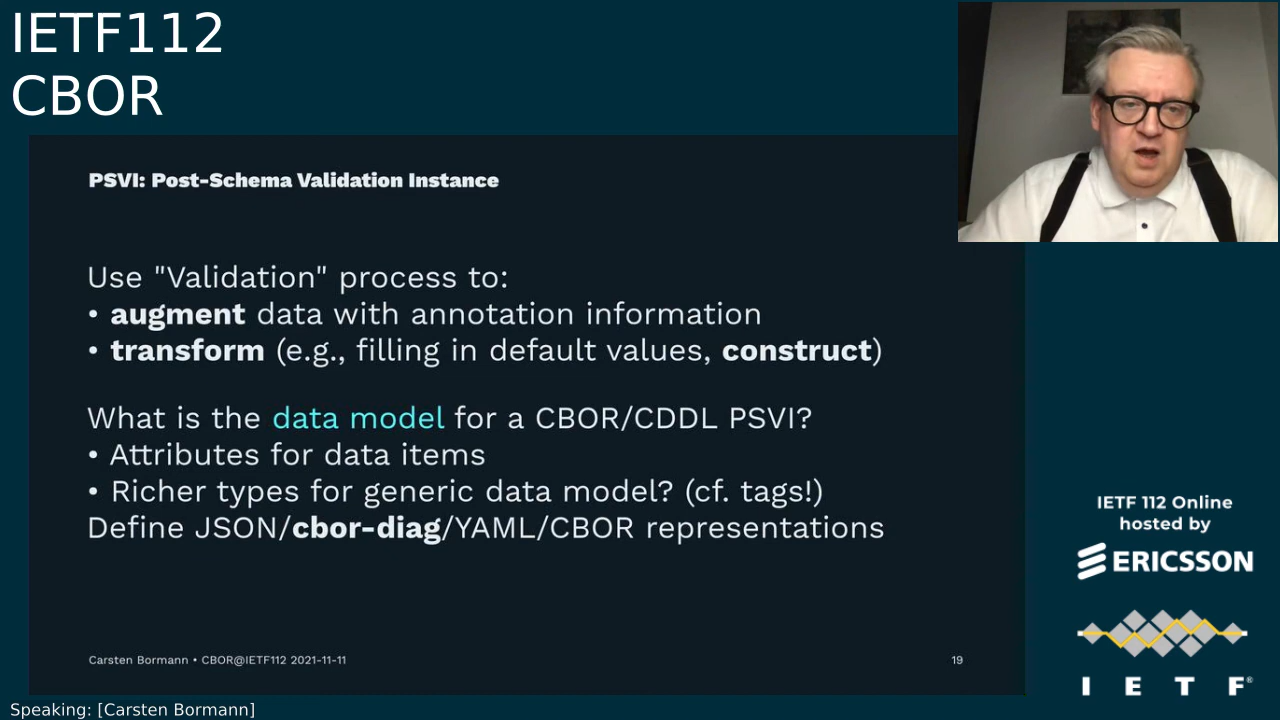 IETF112
CBOR
PSVI: Post-Schema Validation Instance
Use "Validation" process to:
• augment data with annotation information
• transform (e.g., filling in default values, construct)
What is the data model for a CBOR/CDDL PSVI?
• Attributes for data items
• Richer types for generic data model? (cf. tags!)
Define JSON/cbor-diag/YAML/CBOR representations
Carsten Bormann • CBOR@IETF112 2021-11-11
19
IETF 112 Online
hosted by
ERICSSON
I E T F®
Speaking: [Carsten Bormann]